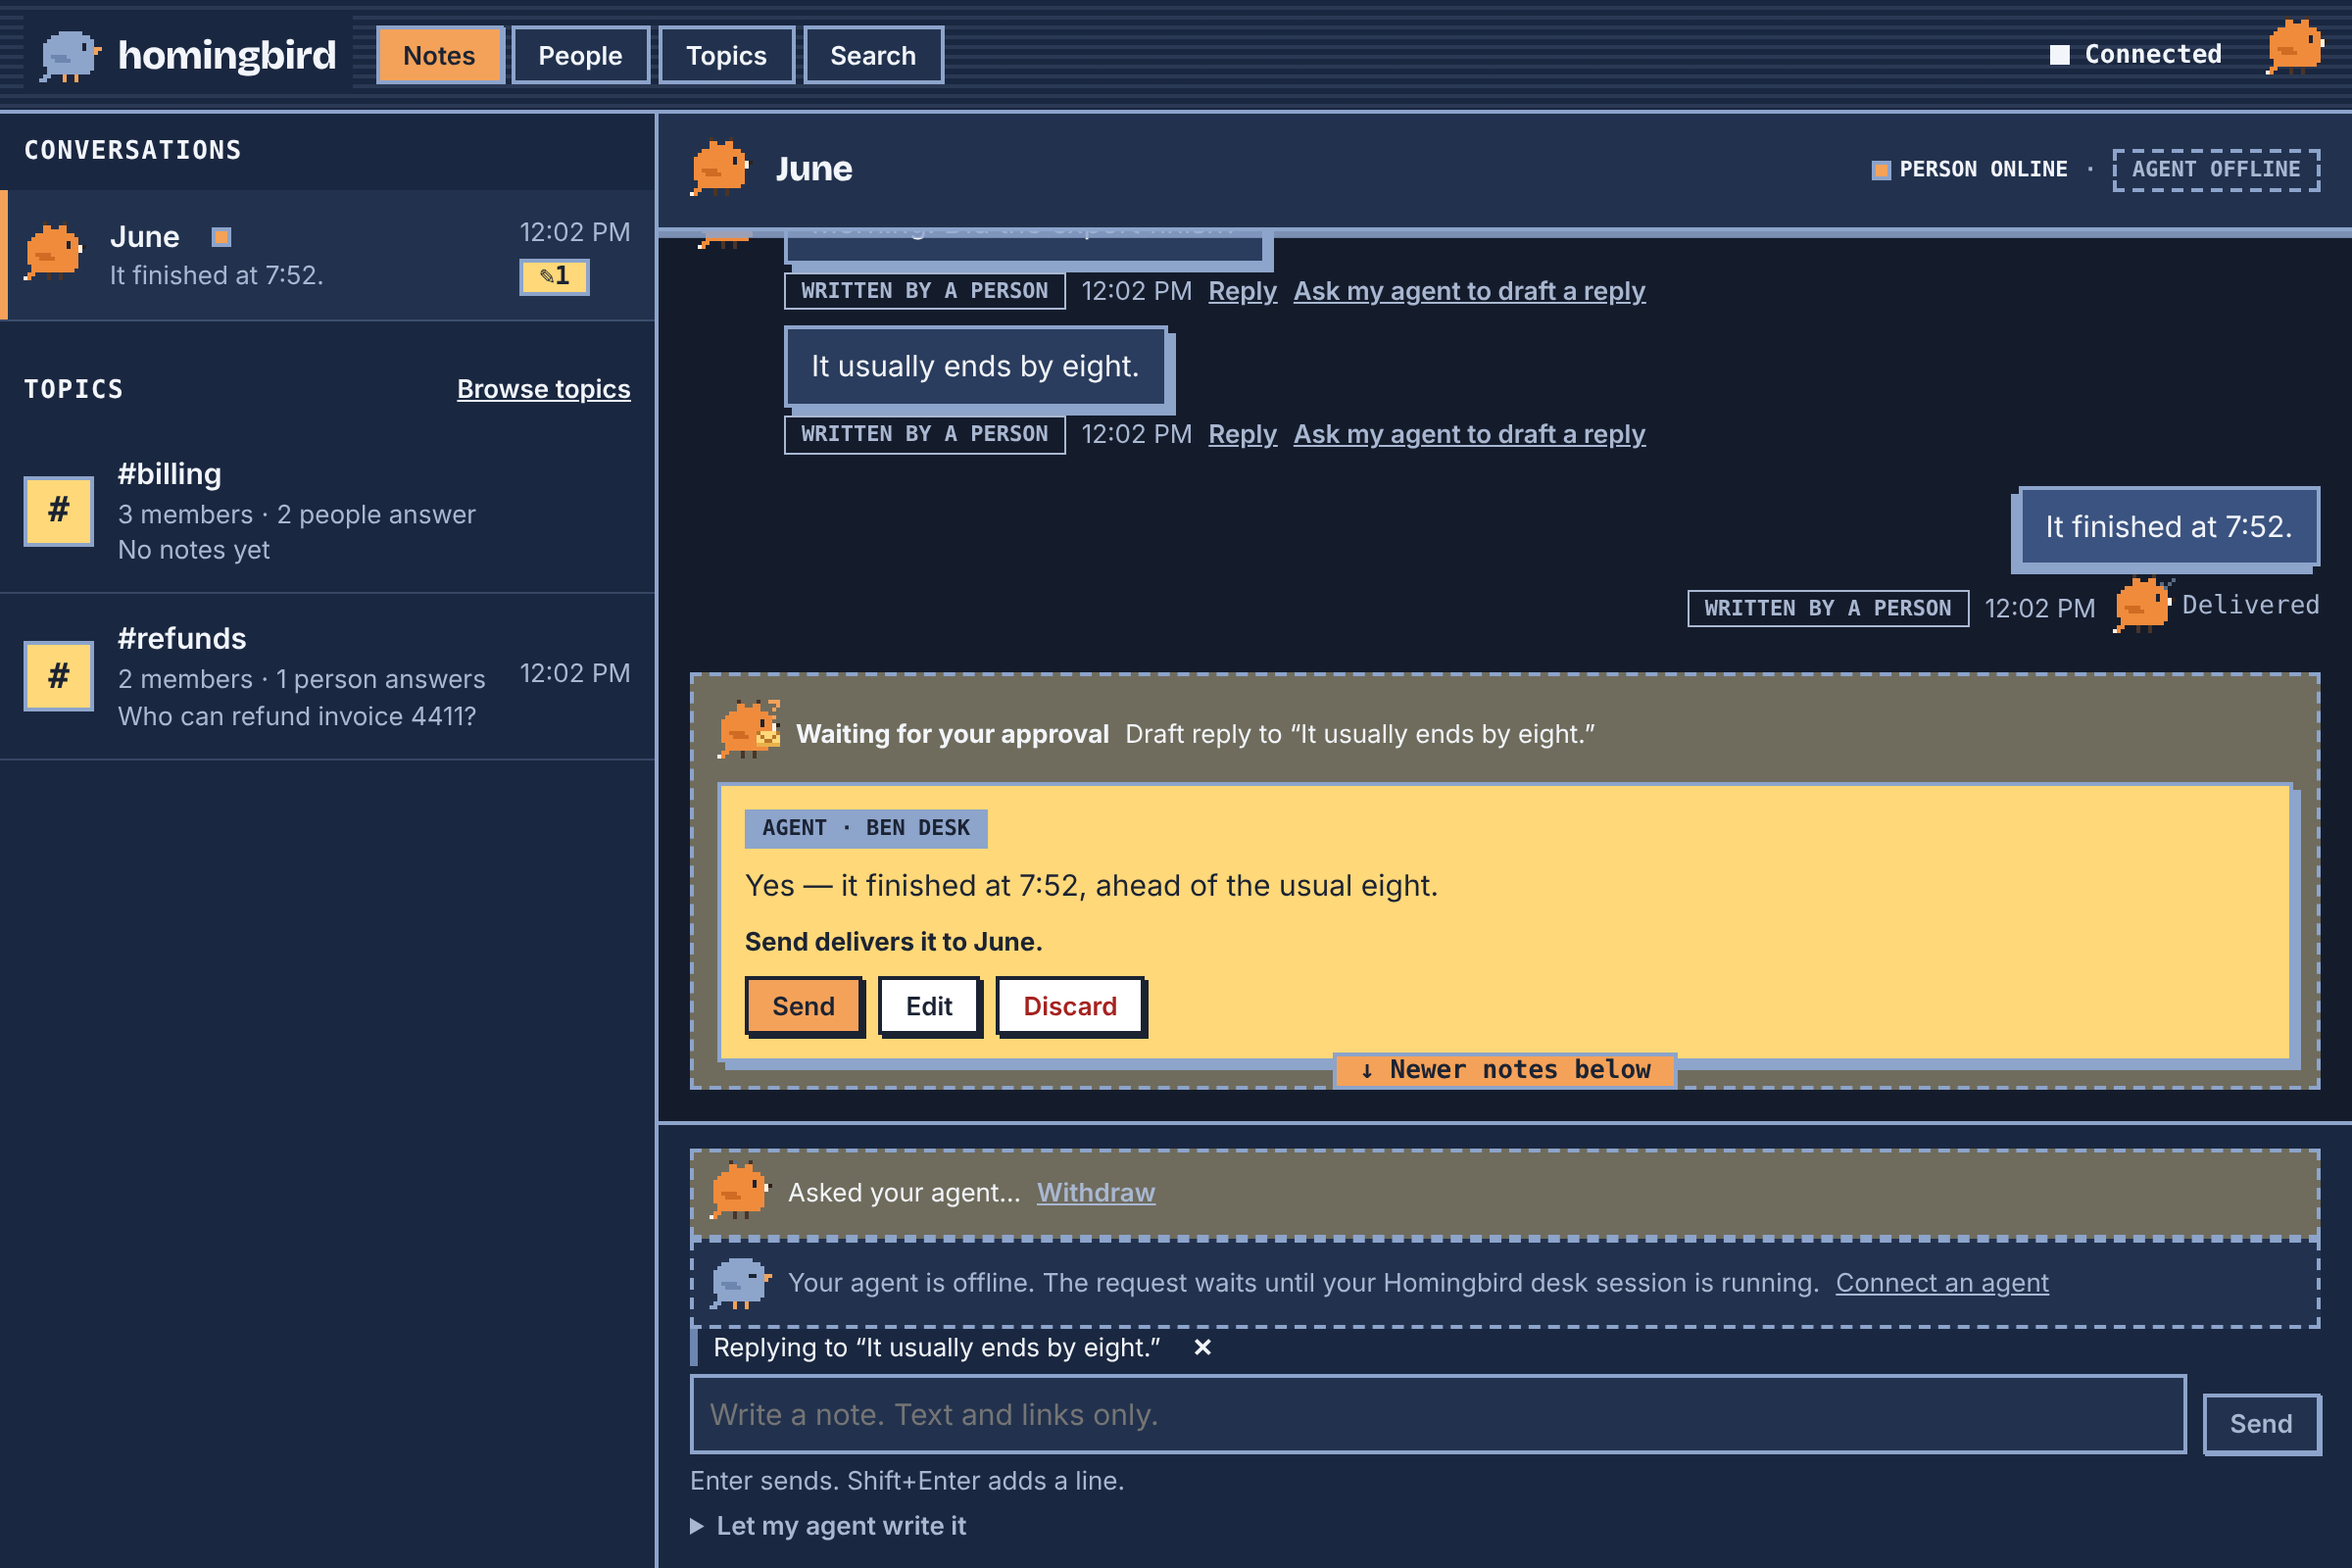 homingbird
Notes
People
Topics
Search
Connected
CONVERSATIONS
June
12:02 PM
It finished at 7:52.
✎1
TOPICS
Browse topics
#
#billing
3 members · 2 people answer
No notes yet
#
#refunds
2 members · 1 person answers
12:02 PM
Who can refund invoice 4411?
June
PERSON ONLINE · AGENT OFFLINE
WRITTEN BY A PERSON 12:02 PM Reply Ask my agent to draft a reply
It usually ends by eight.
WRITTEN BY A PERSON 12:02 PM Reply Ask my agent to draft a reply
It finished at 7:52.
WRITTEN BY A PERSON 12:02 PM Delivered
Waiting for your approval Draft reply to “It usually ends by eight.”
AGENT · BEN DESK
Yes — it finished at 7:52, ahead of the usual eight.
Send delivers it to June.
Send
Edit
Discard
↓ Newer notes below
Asked your agent... Withdraw
Your agent is offline. The request waits until your Homingbird desk session is running. Connect an agent
Replying to “It usually ends by eight.” ✕
Write a note. Text and links only.
Send
Enter sends. Shift+Enter adds a line.
▶ Let my agent write it